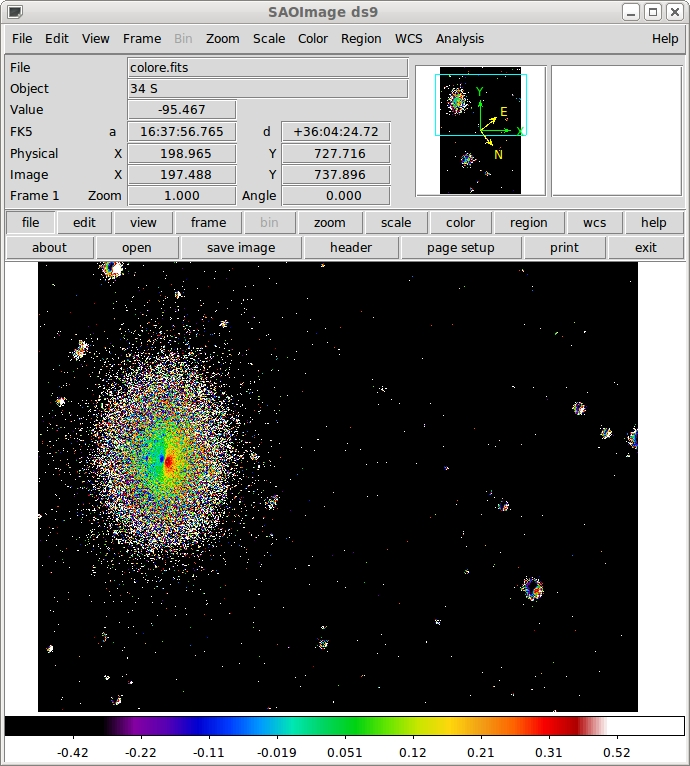 SAOImage ds9
File Edit View Frame Bin Zoom Scale Color Region WCS Analysis Help
File colore.fits
Object 34 S
Value -95.467
FK5 a 16:37:56.765 d +36:04:24.72
Physical X 198.965 Y 727.716
Image X 197.488 Y 737.896
Frame 1 Zoom 1.000 Angle 0.000
Y
E
X
N
file edit view frame bin zoom scale color region wcs help
about open save image header page setup print exit
-0.42 -0.22 -0.11 -0.019 0.051 0.12 0.21 0.31 0.52